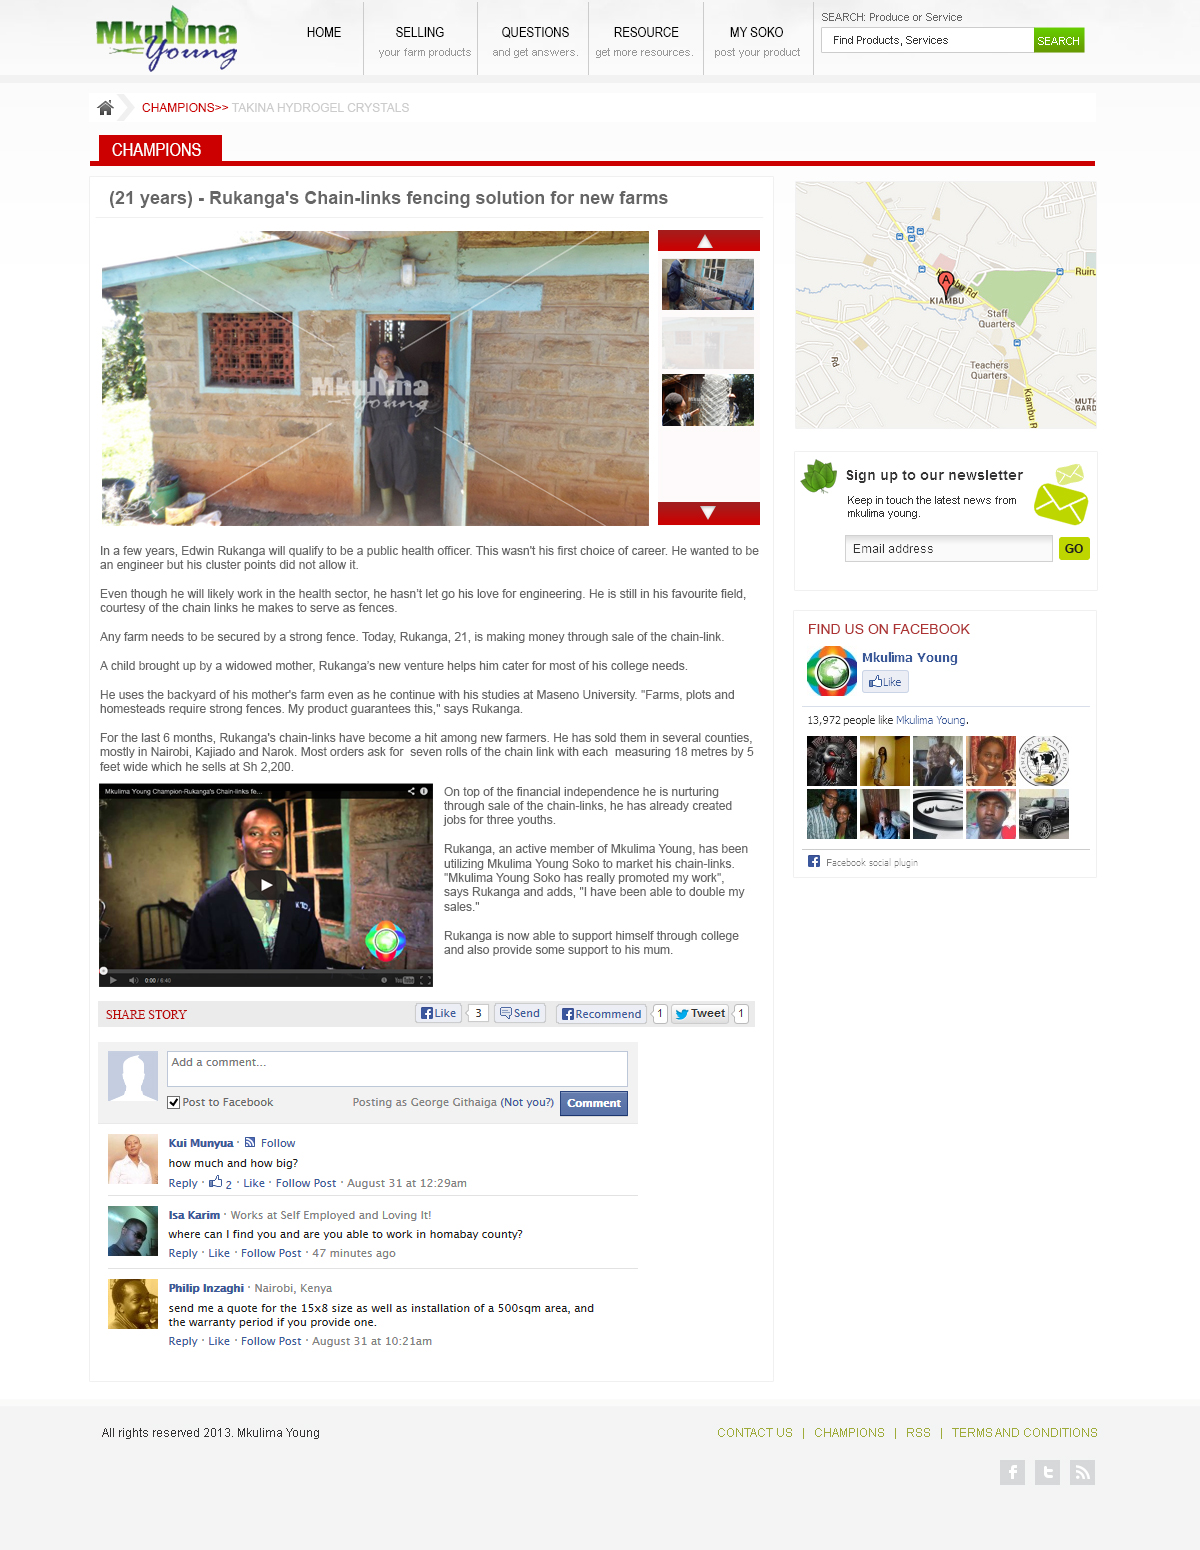 Mkulima
Young
HOME
SELLING
your farm products
QUESTIONS
and get answers.
RESOURCE
get more resources.
MY SOKO
post your product
SEARCH: Produce or Service
Find Products, Services
SEARCH
CHAMPIONS>> TAKINA HYDROGEL CRYSTALS
CHAMPIONS
(21 years) - Rukanga's Chain-links fencing solution for new farms
Mkulima
Young
In a few years, Edwin Rukanga will qualify to be a public health officer. This wasn't his first choice of career. He wanted to be
an engineer but his cluster points did not allow it.
Even though he will likely work in the health sector, he hasn't let go his love for engineering. He is still in his favourite field,
courtesy of the chain links he makes to serve as fences.
Any farm needs to be secured by a strong fence. Today, Rukanga, 21, is making money through sale of the chain-link.
A child brought up by a widowed mother, Rukanga's new venture helps him cater for most of his college needs.
He uses the backyard of his mother's farm even as he continue with his studies at Maseno University. "Farms, plots and
homesteads require strong fences. My product guarantees this," says Rukanga.
For the last 6 months, Rukanga's chain-links have become a hit among new farmers. He has sold them in several counties,
mostly in Nairobi, Kajiado and Narok. Most orders ask for seven rolls of the chain link with each measuring 18 metres by 5
feet wide which he sells at Sh 2,200.
Mkulima Young Champion-Rukanga's Chain-links fe...
0:00 / 6:40
YouTube
On top of the financial independence he is nurturing
through sale of the chain-links, he has already created
jobs for three youths.
Rukanga, an active member of Mkulima Young, has been
utilizing Mkulima Young Soko to market his chain-links.
"Mkulima Young Soko has really promoted my work",
says Rukanga and adds, "I have been able to double my
sales."
Rukanga is now able to support himself through college
and also provide some support to his mum.
SHARE STORY
Like 3
Send
Recommend 1
Tweet 1
Add a comment...
Post to Facebook
Posting as George Githaiga (Not you?)
Comment
Kui Munyua · Follow
how much and how big?
Reply · 2 · Like · Follow Post · August 31 at 12:29am
Isa Karim · Works at Self Employed and Loving It!
where can I find you and are you able to work in homabay county?
Reply · Like · Follow Post · 47 minutes ago
Philip Inzaghi · Nairobi, Kenya
send me a quote for the 15x8 size as well as installation of a 500sqm area, and
the warranty period if you provide one.
Reply · Like · Follow Post · August 31 at 10:21am
A
KIAMBU
Ruiru
Staff
Quarters
Teachers
Quarters
Rd
Kiambu R
MUTH
GARD
Sign up to our newsletter
Keep in touch the latest news from
mkulima young.
Email address
GO
FIND US ON FACEBOOK
Mkulima Young
Like
13,972 people like Mkulima Young.
Facebook social plugin
All rights reserved 2013. Mkulima Young
CONTACT US | CHAMPIONS | RSS | TERMS AND CONDITIONS